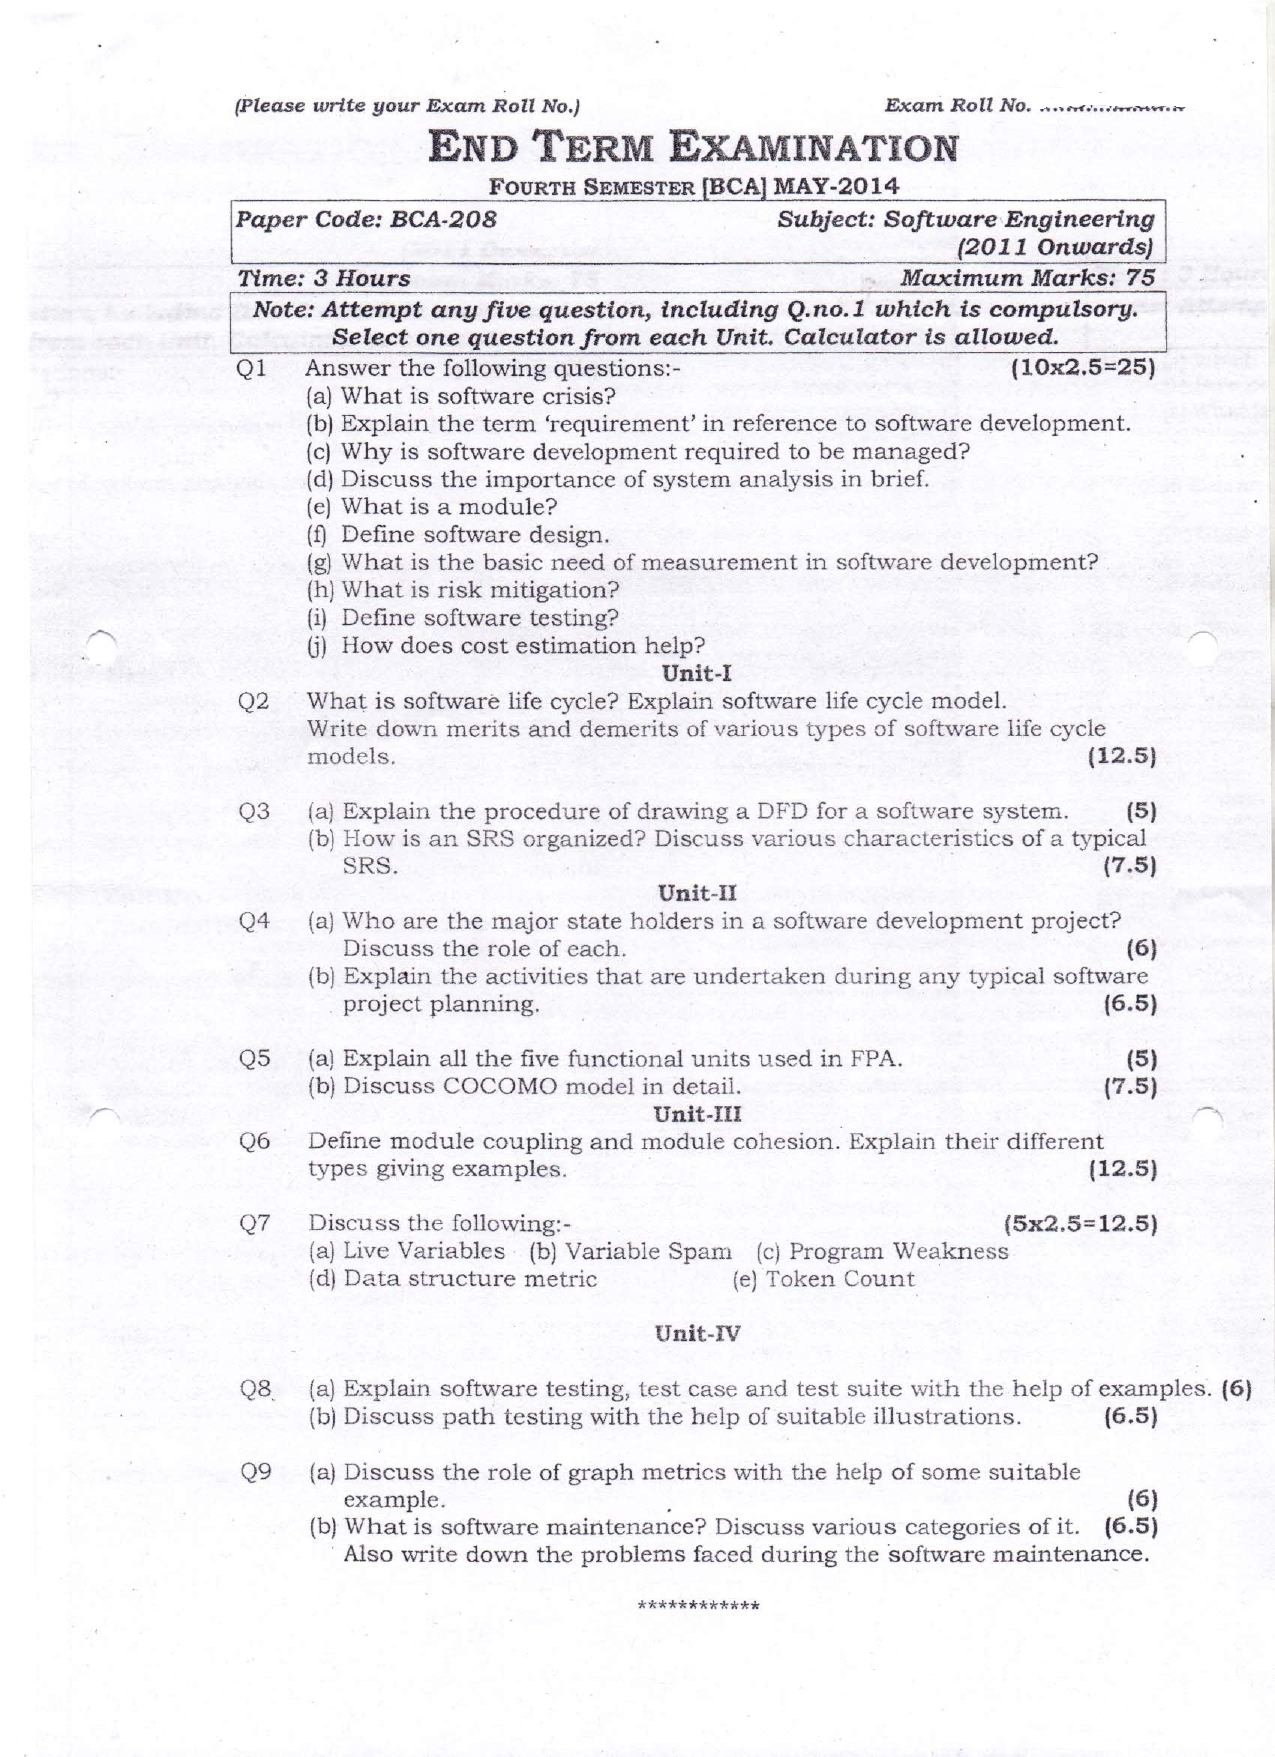 (Please write your Exam Roll No.) Exam Roll No.
END TERM EXAMINATION
FOURTH SEMESTER [BCA] MAY-2014
Paper Code: BCA-208 Subject: Software Engineering
(2011 Onwards)
Time: 3 Hours Maximum Marks: 75
Note: Attempt any five question, including Q.no.1 which is compulsory.
Select one question from each Unit. Calculator is allowed.
Q1 Answer the following questions:- (10x2.5=25)
(a) What is software crisis?
(b) Explain the term 'requirement' in reference to software development.
(c) Why is software development required to be managed?
(d) Discuss the importance of system analysis in brief.
(e) What is a module?
(f) Define software design.
(g) What is the basic need of measurement in software development?
(h) What is risk mitigation?
(i) Define software testing?
(j) How does cost estimation help?
Unit-I
Q2 What is software life cycle? Explain software life cycle model.
Write down merits and demerits of various types of software life cycle
models. (12.5)
Q3 (a) Explain the procedure of drawing a DFD for a software system. (5)
(b) How is an SRS organized? Discuss various characteristics of a typical
SRS. (7.5)
Unit-II
Q4 (a) Who are the major state holders in a software development project?
Discuss the role of each. (6)
(b) Explain the activities that are undertaken during any typical software
project planning. (6.5)
Q5 (a) Explain all the five functional units used in FPA. (5)
(b) Discuss COCOMO model in detail. (7.5)
Unit-III
Q6 Define module coupling and module cohesion. Explain their different
types giving examples. (12.5)
Q7 Discuss the following:- (5x2.5=12.5)
(a) Live Variables (b) Variable Spam (c) Program Weakness
(d) Data structure metric (e) Token Count
Unit-IV
Q8 (a) Explain software testing, test case and test suite with the help of examples. (6)
(b) Discuss path testing with the help of suitable illustrations. (6.5)
Q9 (a) Discuss the role of graph metrics with the help of some suitable
example. (6)
(b) What is software maintenance? Discuss various categories of it. (6.5)
Also write down the problems faced during the software maintenance.
************